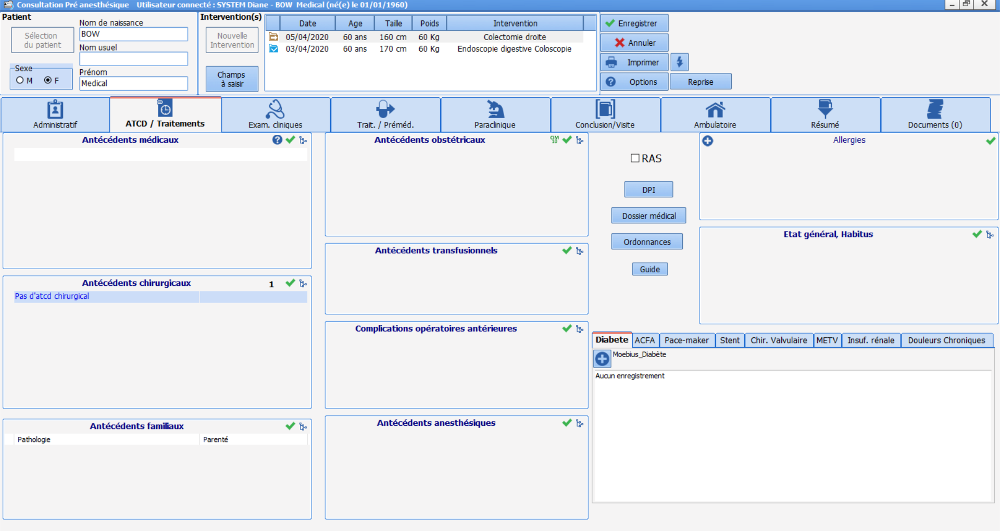 Consultation Pré anesthésique Utilisateur connecté : SYSTEM Diane - BOW Medical (né(e) le 01/01/1960)
Patient
Sélection du patient
Nom de naissance
BOW
Nom usuel
Sexe
M F
Prénom
Medical
Intervention(s)
Nouvelle Intervention
Champs à saisir
Date Age Taille Poids Intervention
05/04/2020 60 ans 160 cm 60 Kg Colectomie droite
03/04/2020 60 ans 170 cm 60 Kg Endoscopie digestive Coloscopie
Enregistrer
Annuler
Imprimer
Options Reprise
Administratif ATCD / Traitements Exam. cliniques Trait. / Préméd. Paraclinique Conclusion/Visite Ambulatoire Résumé Documents (0)
Antécédents médicaux
Antécédents chirurgicaux 1
Pas d'atcd chirurgical
Antécédents familiaux
Pathologie Parenté
Antécédents obstétricaux CIM 10
Antécédents transfusionnels
Complications opératoires antérieures
Antécédents anesthésiques
RAS
DPI
Dossier médical
Ordonnances
Guide
Allergies
Etat général, Habitus
Diabete ACFA Pace-maker Stent Chir. Valvulaire METV Insuf. rénale Douleurs Chroniques
Moebius_Diabète
Aucun enregistrement